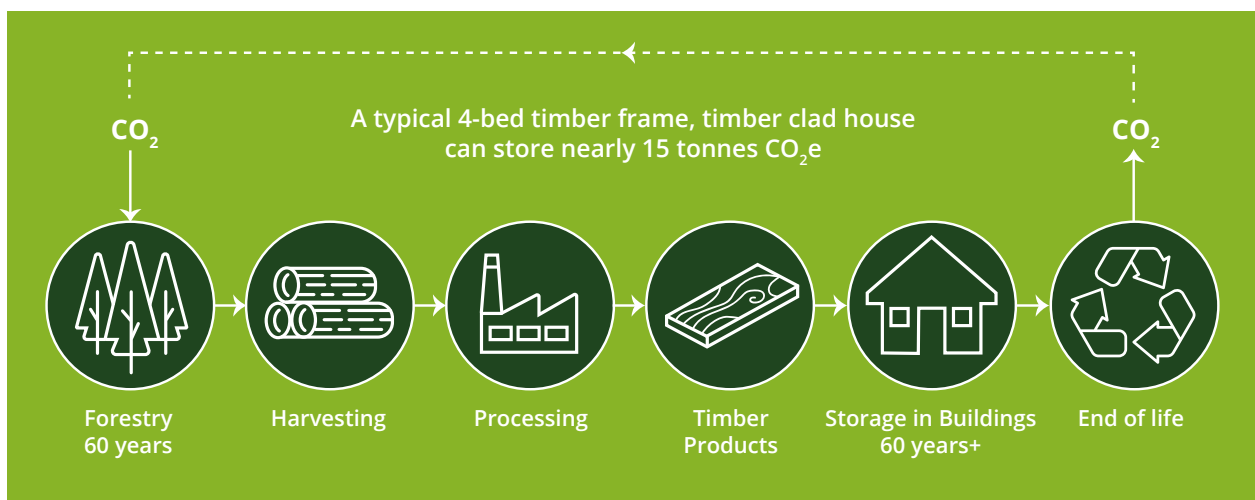 A typical 4-bed timber frame, timber clad house
can store nearly 15 tonnes CO₂e
CO₂
CO₂
Forestry
60 years
Harvesting
Processing
Timber
Products
Storage in Buildings
60 years+
End of life